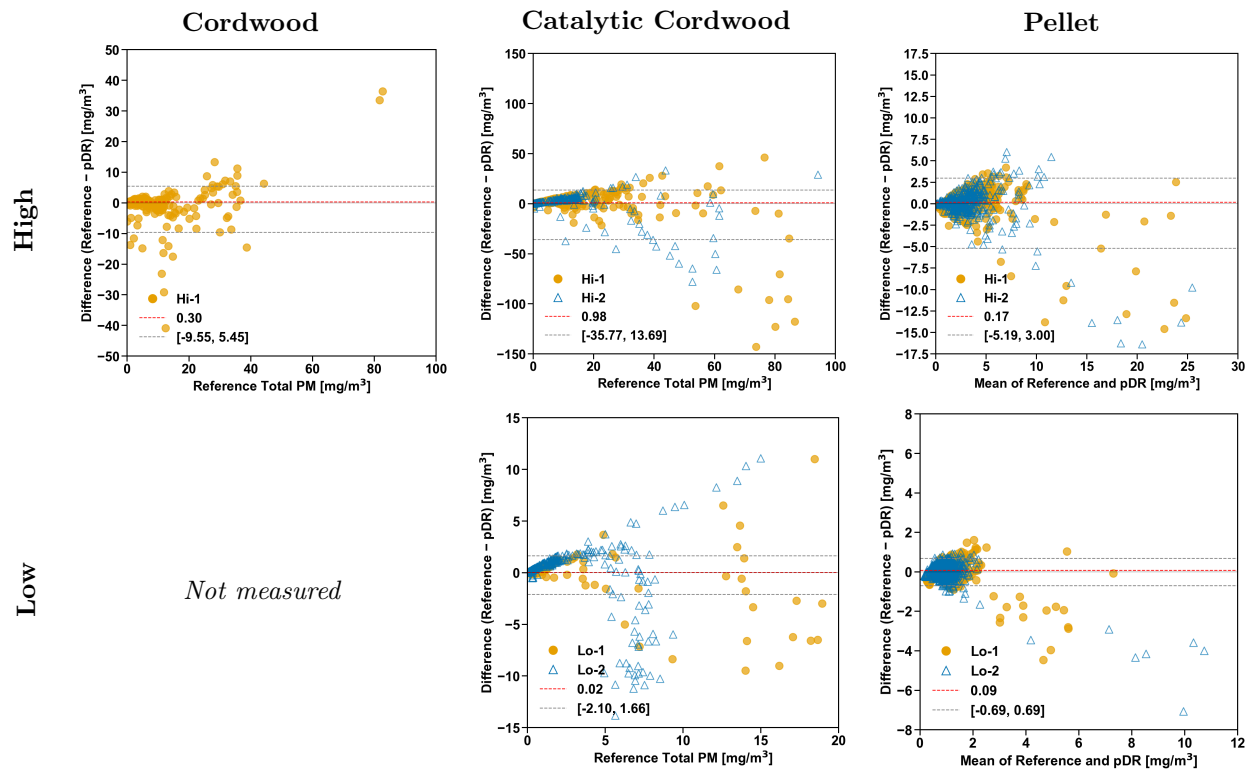 Cordwood
Catalytic Cordwood
Pellet
High
Difference (Reference − pDR) [mg/m³]
50
40
30
20
10
0
−10
−20
−30
−40
−50
Hi-1
0.30
[-9.55, 5.45]
0 20 40 60 80 100
Reference Total PM [mg/m³]
Difference (Reference − pDR) [mg/m³]
150
100
50
0
−50
−100
−150
Hi-1
Hi-2
0.98
[-35.77, 13.69]
0 20 40 60 80 100
Reference Total PM [mg/m³]
Difference (Reference − pDR) [mg/m³]
17.5
15.0
12.5
10.0
7.5
5.0
2.5
0.0
−2.5
−5.0
−7.5
−10.0
−12.5
−15.0
−17.5
Hi-1
Hi-2
0.17
[-5.19, 3.00]
0 5 10 15 20 25 30
Mean of Reference and pDR [mg/m³]
Low
Not measured
Difference (Reference − pDR) [mg/m³]
15
10
5
0
−5
−10
−15
Lo-1
Lo-2
0.02
[-2.10, 1.66]
0 5 10 15 20
Reference Total PM [mg/m³]
Difference (Reference − pDR) [mg/m³]
8
6
4
2
0
−2
−4
−6
−8
Lo-1
Lo-2
0.09
[-0.69, 0.69]
0 2 4 6 8 10 12
Mean of Reference and pDR [mg/m³]